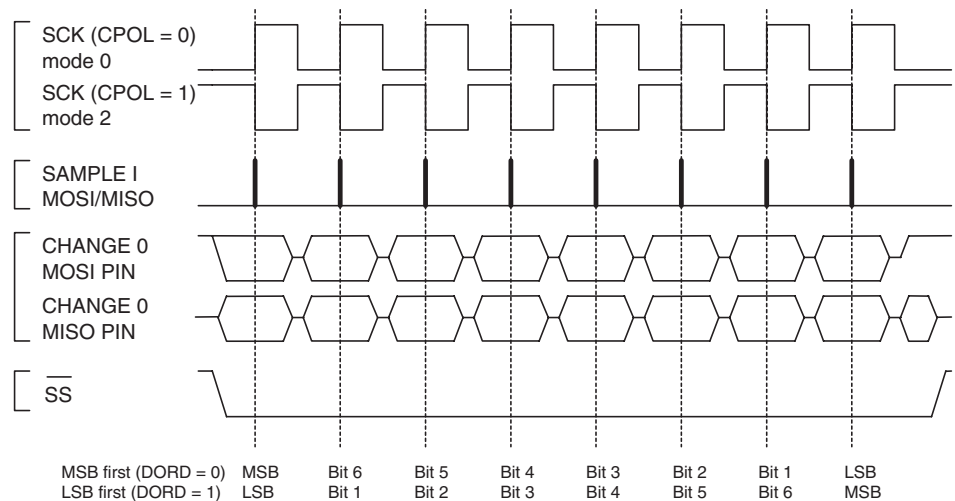 SCK (CPOL = 0)
mode 0
SCK (CPOL = 1)
mode 2
SAMPLE I
MOSI/MISO
CHANGE 0
MOSI PIN
CHANGE 0
MISO PIN
SS
MSB first (DORD = 0) MSB Bit 6 Bit 5 Bit 4 Bit 3 Bit 2 Bit 1 LSB
LSB first (DORD = 1) LSB Bit 1 Bit 2 Bit 3 Bit 4 Bit 5 Bit 6 MSB